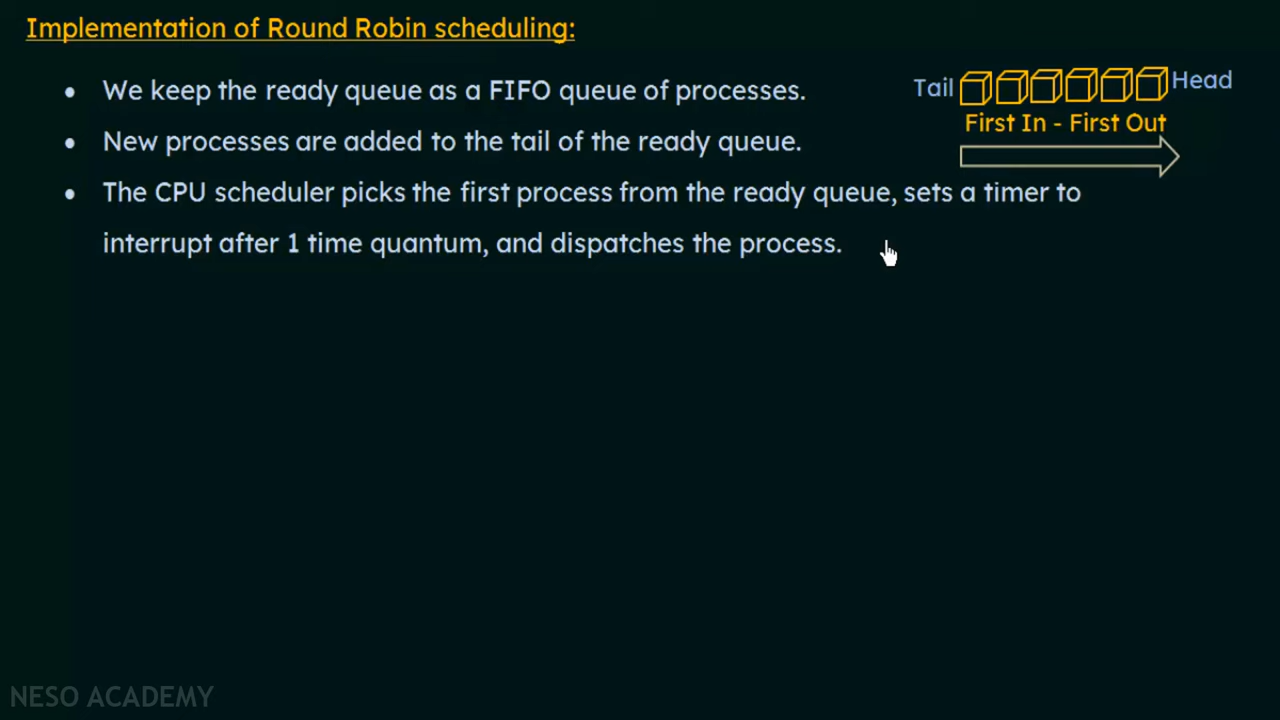 Implementation of Round Robin scheduling:
• We keep the ready queue as a FIFO queue of processes.
Tail Head
First In - First Out
• New processes are added to the tail of the ready queue.
• The CPU scheduler picks the first process from the ready queue, sets a timer to
interrupt after 1 time quantum, and dispatches the process.
NESO ACADEMY